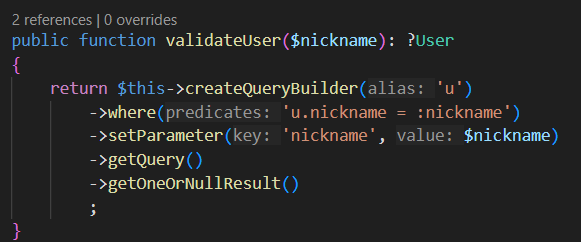 2 references | 0 overrides
public function validateUser($nickname): ?User
{
    return $this->createQueryBuilder(alias: 'u')
        ->where(predicates: 'u.nickname = :nickname')
        ->setParameter(key: 'nickname', value: $nickname)
        ->getQuery()
        ->getOneOrNullResult()
        ;
}